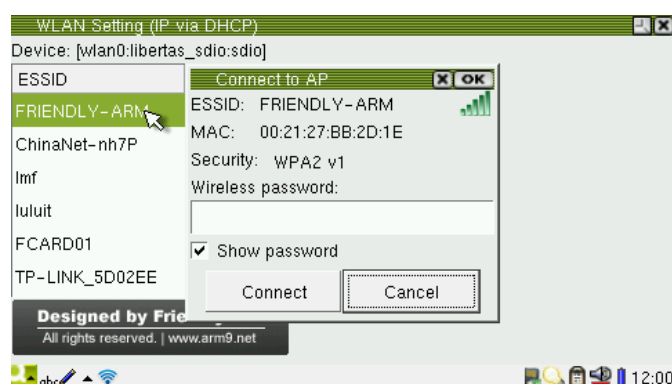 WLAN Setting (IP via DHCP)
Device: [wlan0:libertas_sdio:sdio]
ESSID
FRIENDLY-ARM
ChinaNet-nh7P
lmf
luluit
FCARD01
TP-LINK_5D02EE
Connect to AP
OK
ESSID: FRIENDLY-ARM
MAC: 00:21:27:BB:2D:1E
Security: WPA2 v1
Wireless password:
Show password
Connect
Cancel
Designed by
All rights reserved. | www.arm9.net
abc
12:00